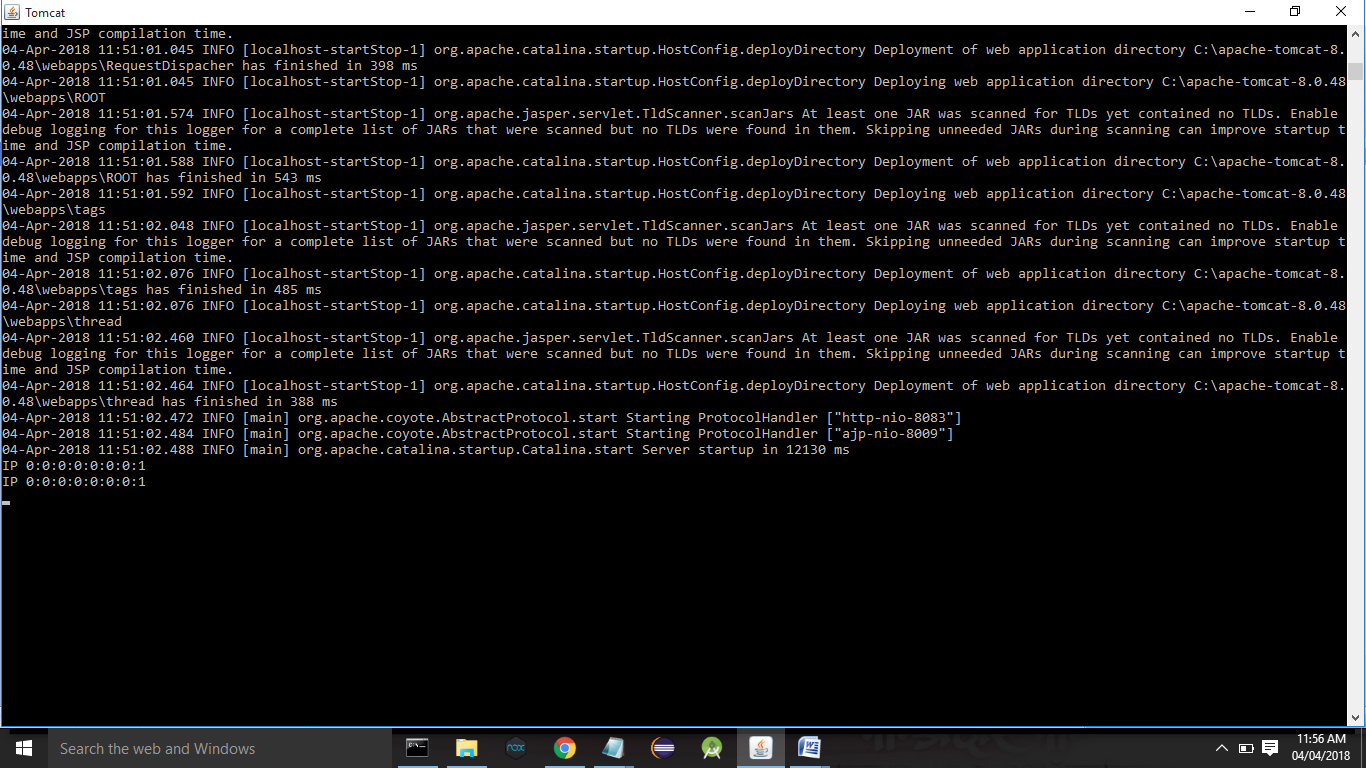 Tomcat
ime and JSP compilation time.
04-Apr-2018 11:51:01.045 INFO [localhost-startStop-1] org.apache.catalina.startup.HostConfig.deployDirectory Deployment of web application directory C:\apache-tomcat-8.
0.48\webapps\RequestDispacher has finished in 398 ms
04-Apr-2018 11:51:01.045 INFO [localhost-startStop-1] org.apache.catalina.startup.HostConfig.deployDirectory Deploying web application directory C:\apache-tomcat-8.0.48
\webapps\ROOT
04-Apr-2018 11:51:01.574 INFO [localhost-startStop-1] org.apache.jasper.servlet.TldScanner.scanJars At least one JAR was scanned for TLDs yet contained no TLDs. Enable
debug logging for this logger for a complete list of JARs that were scanned but no TLDs were found in them. Skipping unneeded JARs during scanning can improve startup t
ime and JSP compilation time.
04-Apr-2018 11:51:01.588 INFO [localhost-startStop-1] org.apache.catalina.startup.HostConfig.deployDirectory Deployment of web application directory C:\apache-tomcat-8.
0.48\webapps\ROOT has finished in 543 ms
04-Apr-2018 11:51:01.592 INFO [localhost-startStop-1] org.apache.catalina.startup.HostConfig.deployDirectory Deploying web application directory C:\apache-tomcat-8.0.48
\webapps\tags
04-Apr-2018 11:51:02.048 INFO [localhost-startStop-1] org.apache.jasper.servlet.TldScanner.scanJars At least one JAR was scanned for TLDs yet contained no TLDs. Enable
debug logging for this logger for a complete list of JARs that were scanned but no TLDs were found in them. Skipping unneeded JARs during scanning can improve startup t
ime and JSP compilation time.
04-Apr-2018 11:51:02.076 INFO [localhost-startStop-1] org.apache.catalina.startup.HostConfig.deployDirectory Deployment of web application directory C:\apache-tomcat-8.
0.48\webapps\tags has finished in 485 ms
04-Apr-2018 11:51:02.076 INFO [localhost-startStop-1] org.apache.catalina.startup.HostConfig.deployDirectory Deploying web application directory C:\apache-tomcat-8.0.48
\webapps\thread
04-Apr-2018 11:51:02.460 INFO [localhost-startStop-1] org.apache.jasper.servlet.TldScanner.scanJars At least one JAR was scanned for TLDs yet contained no TLDs. Enable
debug logging for this logger for a complete list of JARs that were scanned but no TLDs were found in them. Skipping unneeded JARs during scanning can improve startup t
ime and JSP compilation time.
04-Apr-2018 11:51:02.464 INFO [localhost-startStop-1] org.apache.catalina.startup.HostConfig.deployDirectory Deployment of web application directory C:\apache-tomcat-8.
0.48\webapps\thread has finished in 388 ms
04-Apr-2018 11:51:02.472 INFO [main] org.apache.coyote.AbstractProtocol.start Starting ProtocolHandler ["http-nio-8083"]
04-Apr-2018 11:51:02.484 INFO [main] org.apache.coyote.AbstractProtocol.start Starting ProtocolHandler ["ajp-nio-8009"]
04-Apr-2018 11:51:02.488 INFO [main] org.apache.catalina.startup.Catalina.start Server startup in 12130 ms
IP 0:0:0:0:0:0:0:1
IP 0:0:0:0:0:0:0:1
Search the web and Windows
nox
11:56 AM
04/04/2018